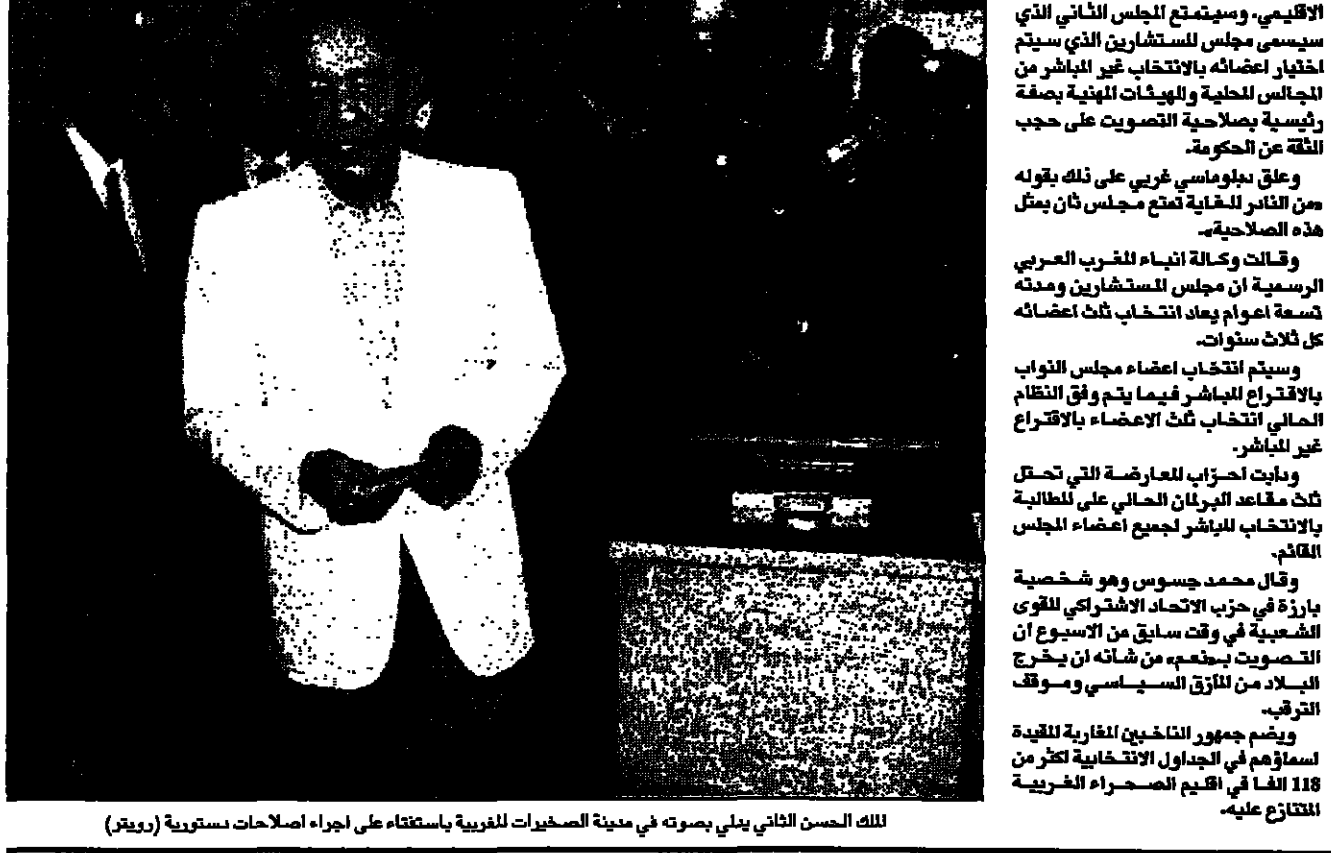 الاقليمي. وسيتمتع المجلس الثاني الذي
سيسمى مجلس المستشارين الذي سيتم
اختيار اعضائه بالانتخاب غير المباشر من
المجالس المحلية والهيئات المهنية بصفة
رئيسية بصلاحية التصويت على حجب
الثقة عن الحكومة.
وعلق دبلوماسي غربي على ذلك بقوله
«من النادر للغاية تمتع مجلس ثان بمثل
هذه الصلاحية».
وقالت وكالة انباء المغرب العربي
الرسمية ان مجلس المستشارين ومدته
تسعة اعوام يعاد انتخاب ثلث اعضائه
كل ثلاث سنوات.
وسيتم انتخاب اعضاء مجلس النواب
بالاقتراع المباشر فيما يتم وفق النظام
الحالي انتخاب ثلث الاعضاء بالاقتراع
غير المباشر.
ودأبت احزاب المعارضة التي تحتل
ثلث مقاعد البرلمان الحالي على المطالبة
بالانتخاب المباشر لجميع اعضاء المجلس
القائم.
وقال محمد جسوس وهو شخصية
بارزة في حزب الاتحاد الاشتراكي للقوى
الشعبية في وقت سابق من الاسبوع ان
التصويت بـ«نعم» من شأنه ان يخرج
البلاد من المأزق السياسي وموقف
الترقب.
ويضم جمهور الناخبين المغاربة المقيدة
اسماؤهم في الجداول الانتخابية اكثر من
118 الفا في اقليم الصحراء الغربية
المتنازع عليه.
الملك الحسن الثاني يدلي بصوته في مدينة الصخيرات المغربية باستفتاء على اجراء اصلاحات دستورية (رويتر)